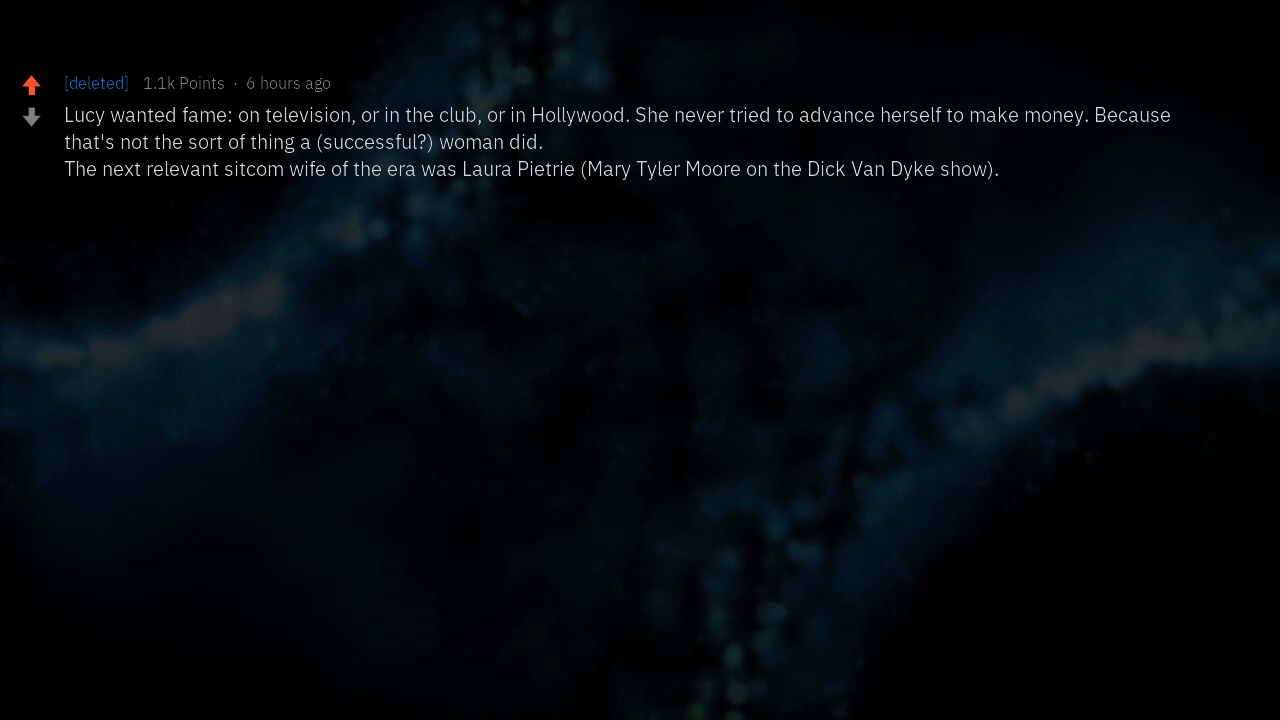 [deleted] 1.1k Points · 6 hours ago
Lucy wanted fame: on television, or in the club, or in Hollywood. She never tried to advance herself to make money. Because
that's not the sort of thing a (successful?) woman did.
The next relevant sitcom wife of the era was Laura Pietrie (Mary Tyler Moore on the Dick Van Dyke show).